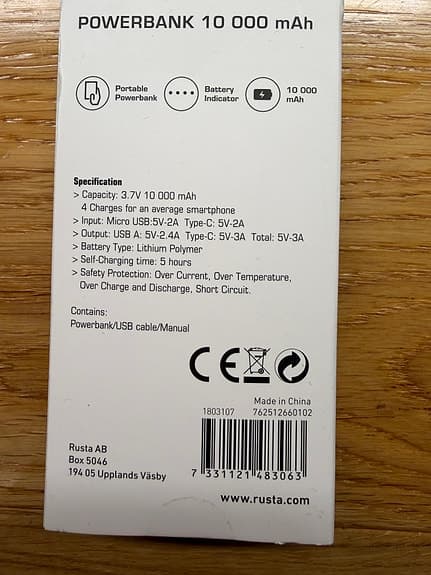 POWERBANK 10 000 mAh
Portable
Powerbank
Battery
Indicator
10 000
mAh
Specification
> Capacity: 3.7V 10 000 mAh
4 Charges for an average smartphone
> Input: Micro USB:5V-2A Type-C: 5V-2A
> Output: USB A: 5V-2.4A Type-C: 5V-3A Total: 5V-3A
> Battery Type: Lithium Polymer
> Self-Charging time: 5 hours
> Safety Protection: Over Current, Over Temperature,
Over Charge and Discharge, Short Circuit.
Contains:
Powerbank/USB cable/Manual
CE
Made in China
1803107 762512660102
Rusta AB
Box 5046
194 05 Upplands Väsby
7 331121 483063
www.rusta.com